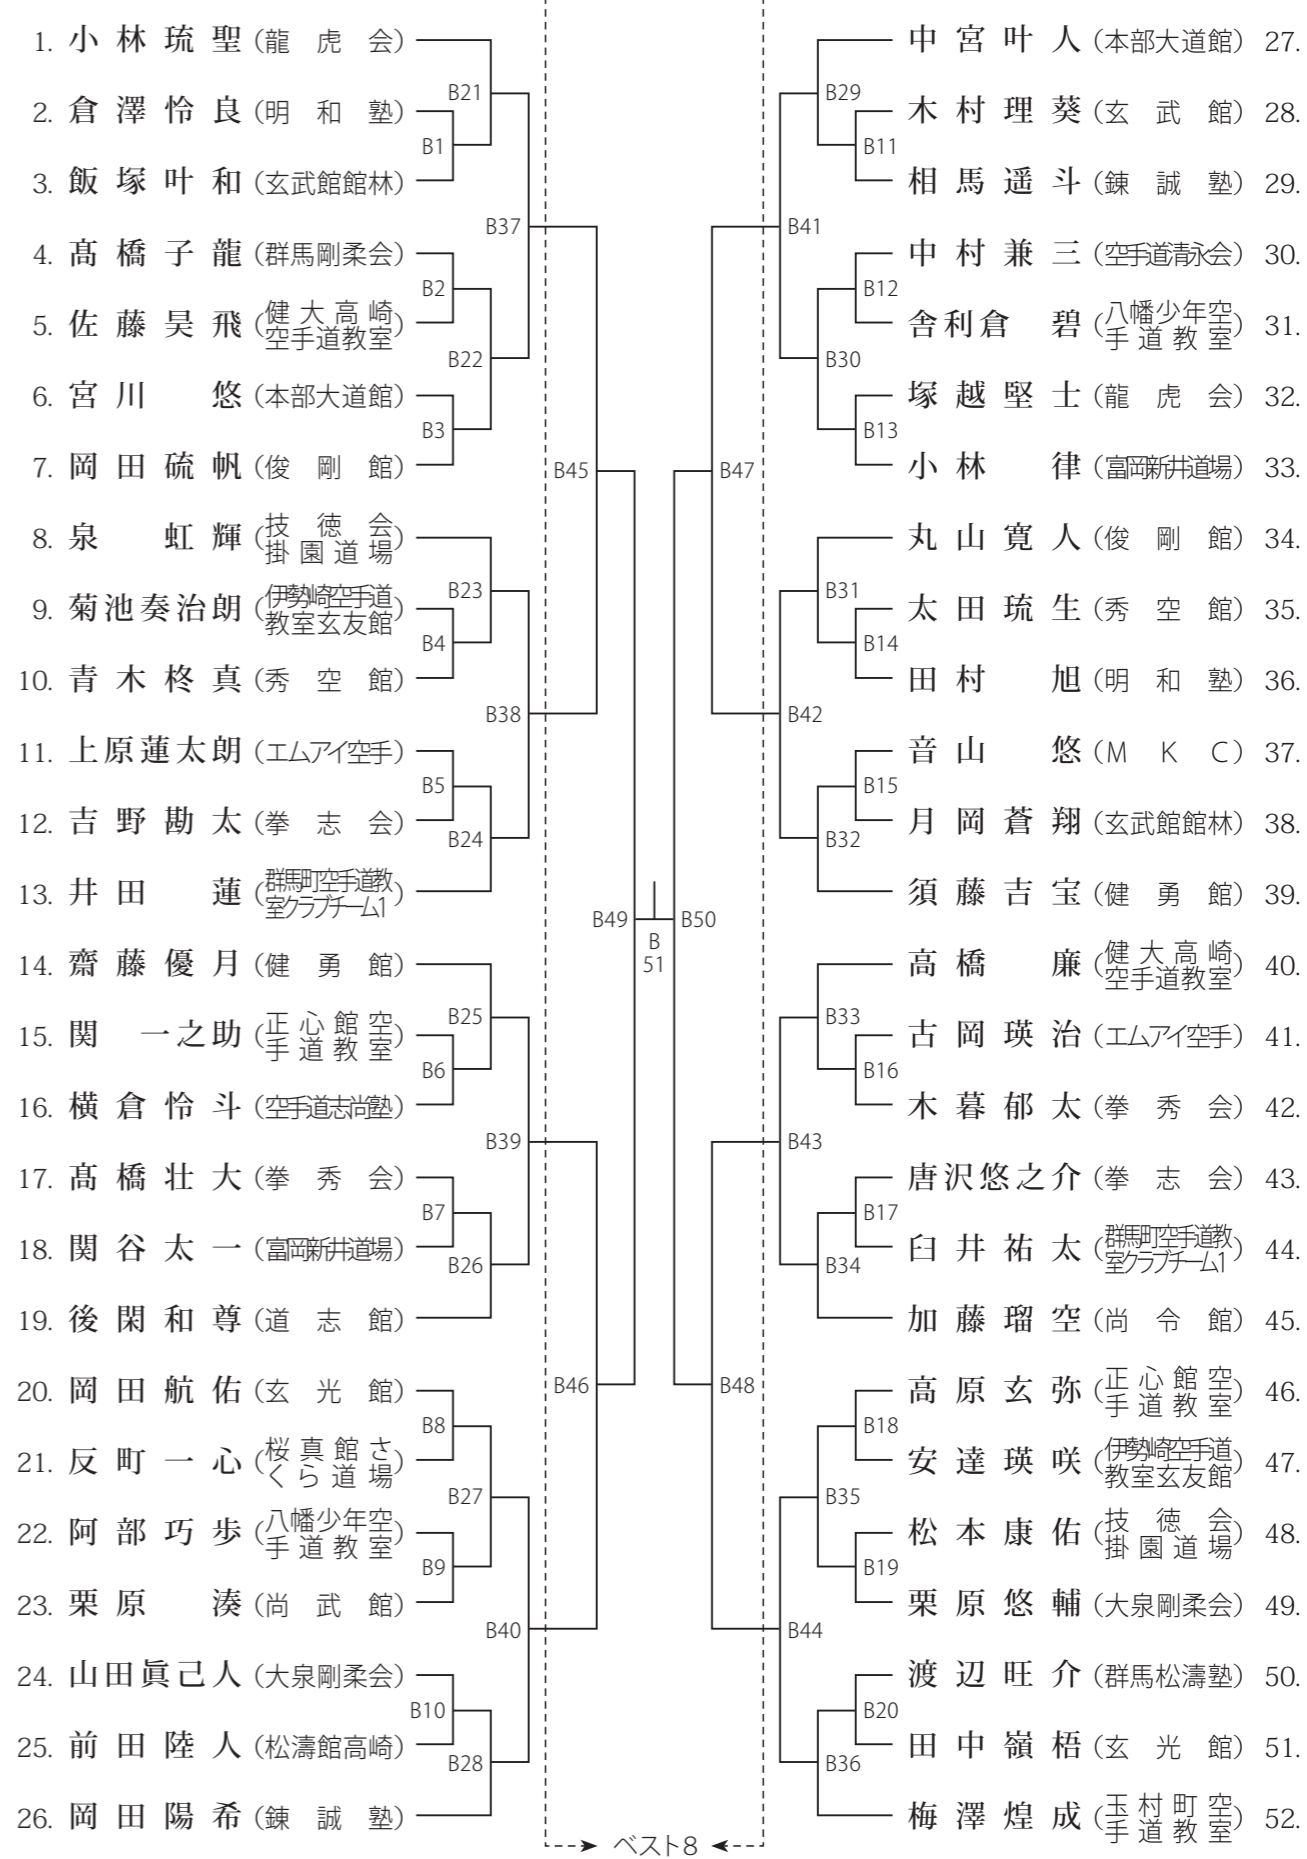 1. 小林琉聖(龍虎会)
2. 倉澤怜良(明和塾)
3. 飯塚叶和(玄武館館林)
4. 髙橋子龍(群馬剛柔会)
5. 佐藤昊飛(健大高崎空手道教室)
6. 宮川 悠(本部大道館)
7. 岡田硫帆(俊剛館)
8. 泉 虹輝(技徳会掛園道場)
9. 菊池奏治朗(伊勢崎空手道教室玄友館)
10. 青木柊真(秀空館)
11. 上原蓮太朗(エムアイ空手)
12. 吉野勘太(拳志会)
13. 井田 蓮(群馬町空手道教室クラブチーム1)
14. 齋藤優月(健勇館)
15. 関 一之助(正心館空手道教室)
16. 横倉怜斗(空手道志尚塾)
17. 髙橋壮大(拳秀会)
18. 関谷太一(富岡新井道場)
19. 後閑和尊(道志館)
20. 岡田航佑(玄光館)
21. 反町一心(桜真館さくら道場)
22. 阿部巧歩(八幡少年空手道教室)
23. 栗原 湊(尚武館)
24. 山田眞己人(大泉剛柔会)
25. 前田陸人(松濤館高崎)
26. 岡田陽希(錬誠塾)
B1
B2
B3
B4
B5
B6
B7
B8
B9
B10
B21
B22
B23
B24
B25
B26
B27
B28
B37
B38
B39
B40
B45
B46
B49
B
51
B50
B47
B48
B41
B42
B43
B44
B29
B30
B31
B32
B33
B34
B35
B36
B11
B12
B13
B14
B15
B16
B17
B18
B19
B20
中宮叶人(本部大道館)27.
木村理葵(玄武館)28.
相馬遥斗(錬誠塾)29.
中村兼三(空手道清永会)30.
舎利倉 碧(八幡少年空手道教室)31.
塚越堅士(龍虎会)32.
小林 律(富岡新井道場)33.
丸山寛人(俊剛館)34.
太田琉生(秀空館)35.
田村 旭(明和塾)36.
音山 悠(MKC)37.
月岡蒼翔(玄武館館林)38.
須藤吉宝(健勇館)39.
高橋 廉(健大高崎空手道教室)40.
古岡瑛治(エムアイ空手)41.
木暮郁太(拳秀会)42.
唐沢悠之介(拳志会)43.
臼井祐太(群馬町空手道教室クラブチーム1)44.
加藤瑠空(尚令館)45.
高原玄弥(正心館空手道教室)46.
安達瑛咲(伊勢崎空手道教室玄友館)47.
松本康佑(技徳会掛園道場)48.
栗原悠輔(大泉剛柔会)49.
渡辺旺介(群馬松濤塾)50.
田中嶺梧(玄光館)51.
梅澤煌成(玉村町空手道教室)52.
ベスト8